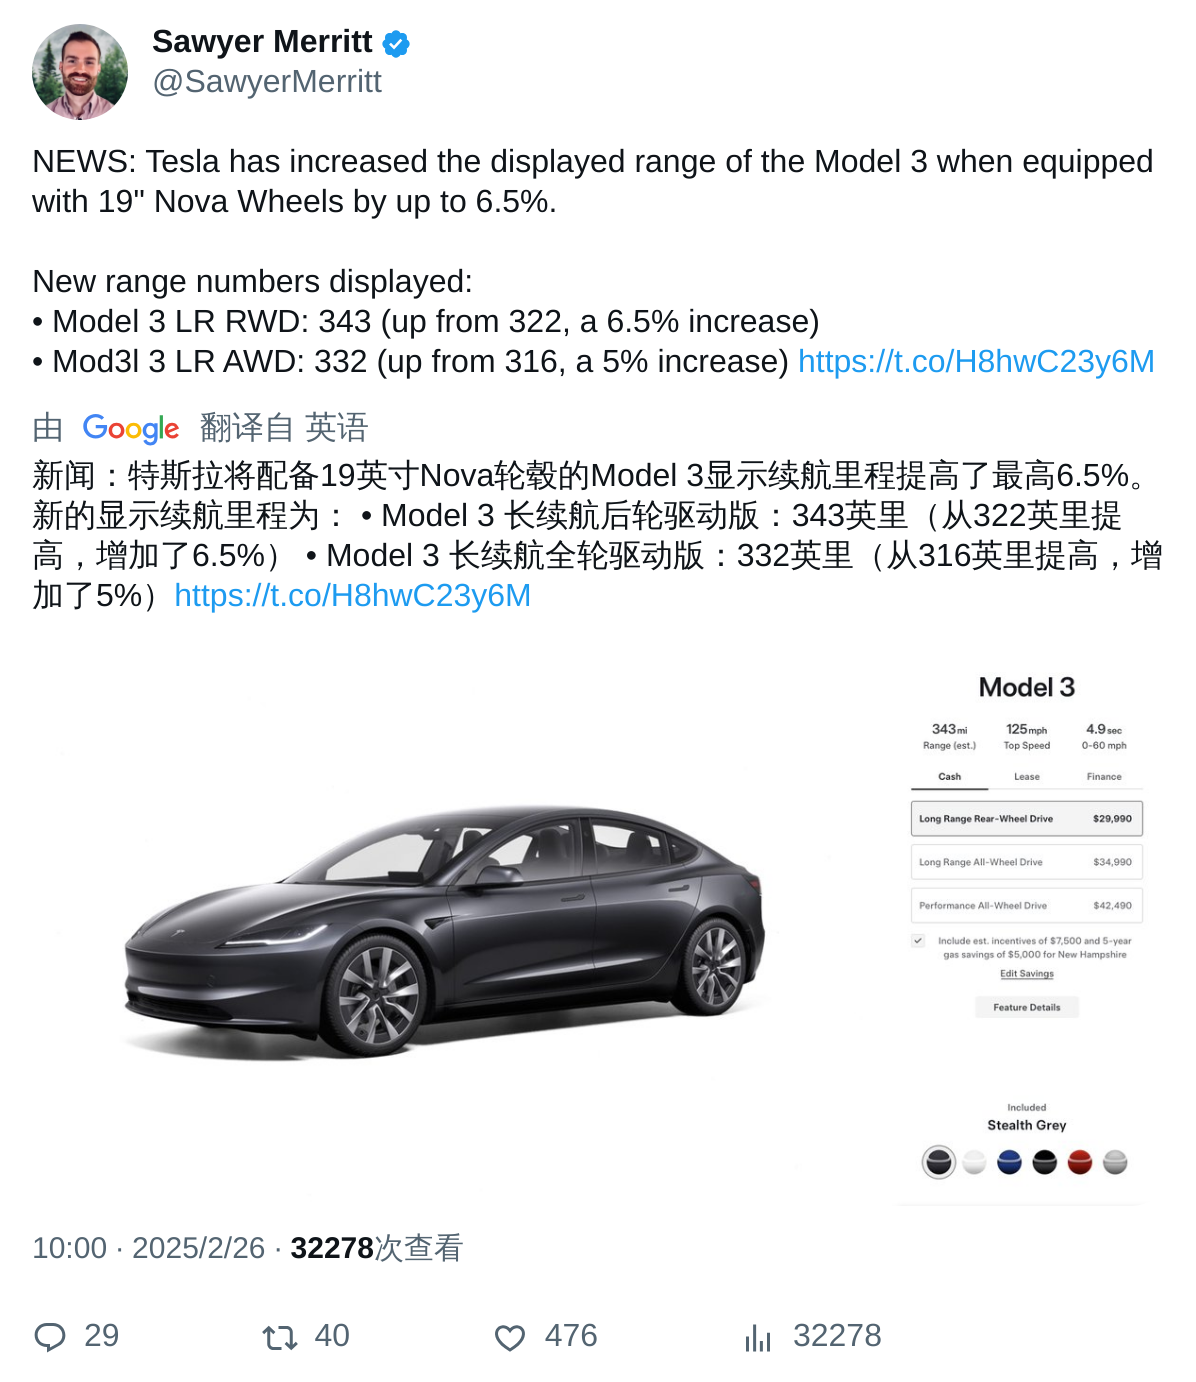 Sawyer Merritt
@SawyerMerritt
NEWS: Tesla has increased the displayed range of the Model 3 when equipped
with 19" Nova Wheels by up to 6.5%.
New range numbers displayed:
• Model 3 LR RWD: 343 (up from 322, a 6.5% increase)
• Mod3l 3 LR AWD: 332 (up from 316, a 5% increase) https://t.co/H8hwC23y6M
由 Google 翻译自 英语
新闻：特斯拉将配备19英寸Nova轮毂的Model 3显示续航里程提高了最高6.5%。
新的显示续航里程为： • Model 3 长续航后轮驱动版：343英里（从322英里提
高，增加了6.5%） • Model 3 长续航全轮驱动版：332英里（从316英里提高，增
加了5%）https://t.co/H8hwC23y6M
Model 3
343mi 125mph 4.9sec
Range (est.) Top Speed 0-60 mph
Cash Lease Finance
Long Range Rear-Wheel Drive $29,990
Long Range All-Wheel Drive $34,990
Performance All-Wheel Drive $42,490
Include est. incentives of $7,500 and 5-year
gas savings of $5,000 for New Hampshire
Edit Savings
Feature Details
Included
Stealth Grey
10:00 · 2025/2/26 · 32278次查看
29 40 476 32278